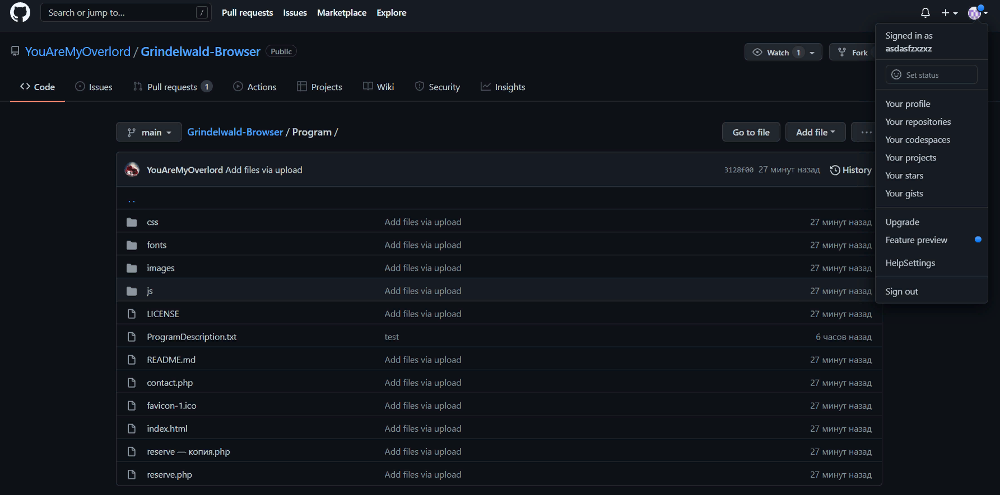 Search or jump to... /
Pull requests Issues Marketplace Explore
Signed in as
asdasfzxzxz
Set status
Your profile
Your repositories
Your codespaces
Your projects
Your stars
Your gists
Upgrade
Feature preview
HelpSettings
Sign out
YouAreMyOverlord / Grindelwald-Browser Public
Watch 1 Fork
Code Issues Pull requests 1 Actions Projects Wiki Security Insights
main Grindelwald-Browser / Program / Go to file Add file ...
YouAreMyOverlord Add files via upload 3128f00 27 минут назад History
..
css Add files via upload 27 минут назад
fonts Add files via upload 27 минут назад
images Add files via upload 27 минут назад
js Add files via upload 27 минут назад
LICENSE Add files via upload 27 минут назад
ProgramDescription.txt test 6 часов назад
README.md Add files via upload 27 минут назад
contact.php Add files via upload 27 минут назад
favicon-1.ico Add files via upload 27 минут назад
index.html Add files via upload 27 минут назад
reserve — копия.php Add files via upload 27 минут назад
reserve.php Add files via upload 27 минут назад